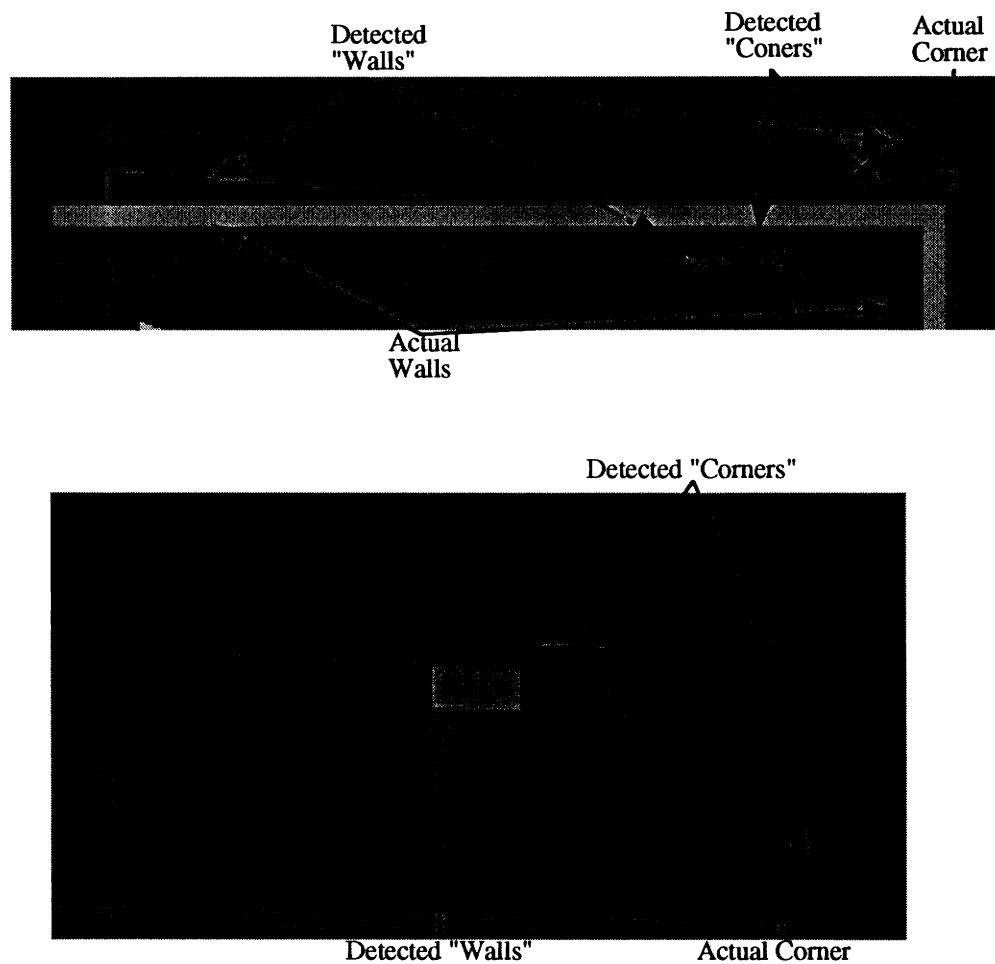 Detected
"Walls"
Detected
"Coners"
Actual
Corner
Actual
Walls
Detected "Corners"
Detected "Walls"
Actual Corner